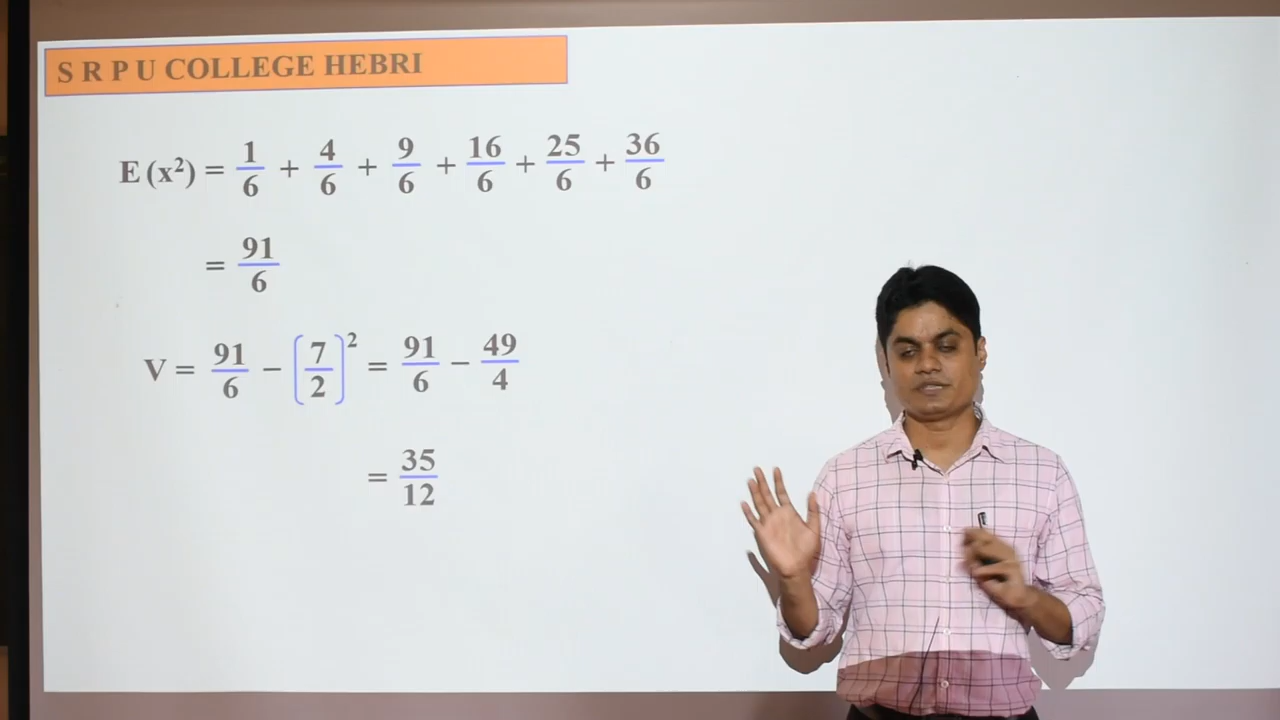 S R P U COLLEGE HEBRI
E (x²) = 1/6 + 4/6 + 9/6 + 16/6 + 25/6 + 36/6
= 91/6
V = 91/6 − [7/2]² = 91/6 − 49/4
= 35/12